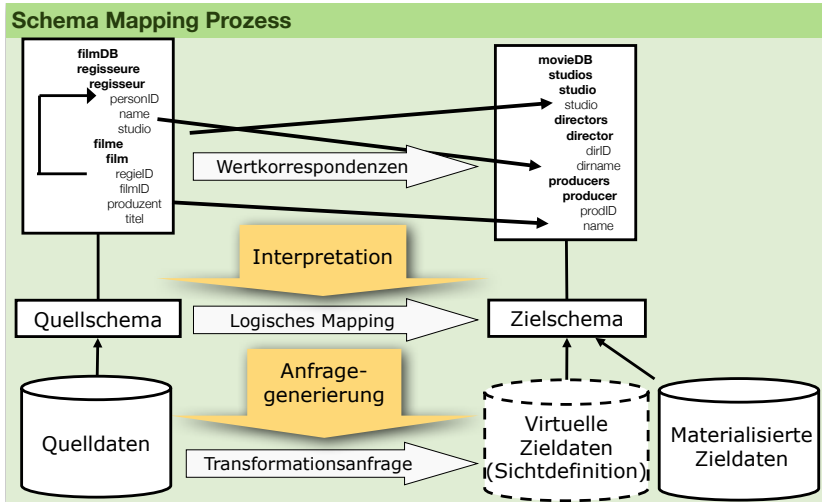 Schema Mapping Prozess
filmDB
regisseure
regisseur
personID
name
studio
filme
film
regieID
filmID
produzent
titel
Wertkorrespondenzen
movieDB
studios
studio
studio
directors
director
dirID
dirname
producers
producer
prodID
name
Interpretation
Quellschema
Logisches Mapping
Zielschema
Anfrage-
generierung
Quelldaten
Transformationsanfrage
Virtuelle
Zieldaten
(Sichtdefinition)
Materialisierte
Zieldaten